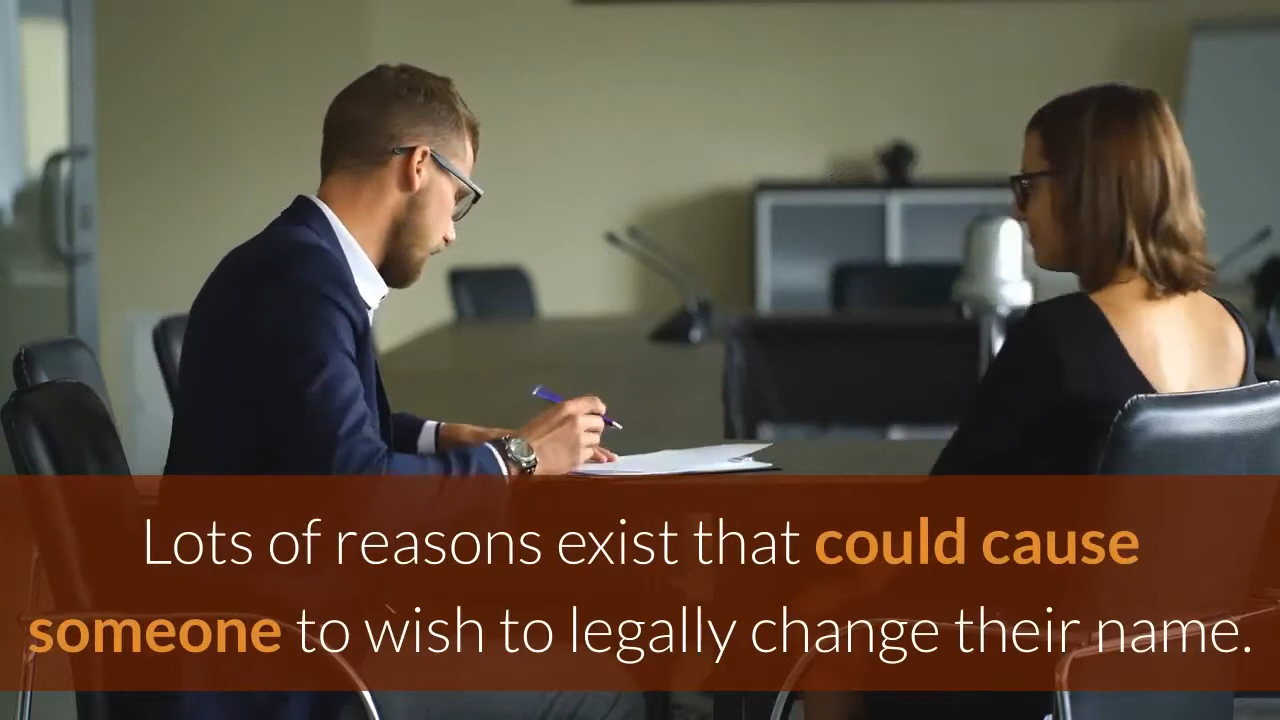 Lots of reasons exist that could cause
someone to wish to legally change their name.